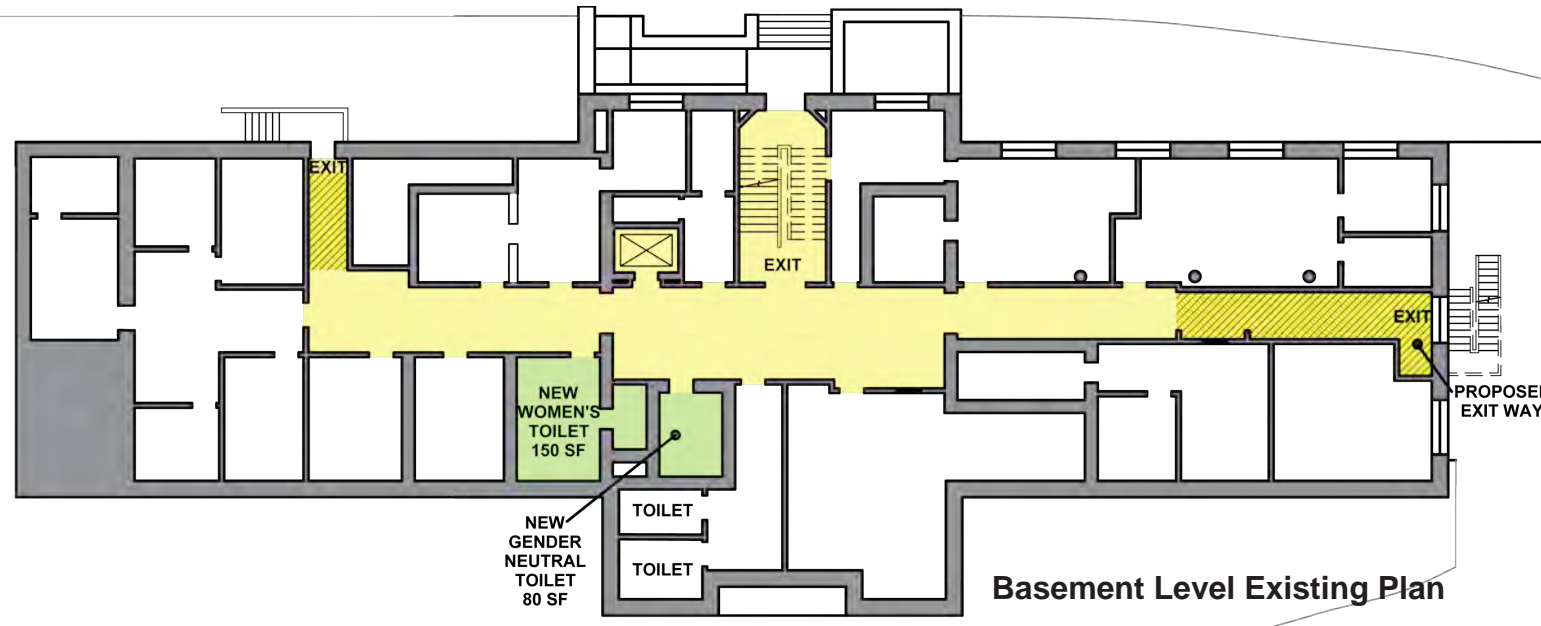 EXIT
EXIT
EXIT
PROPOSED
EXIT WAY
NEW
WOMEN'S
TOILET
150 SF
TOILET
TOILET
NEW
GENDER
NEUTRAL
TOILET
80 SF
Basement Level Existing Plan